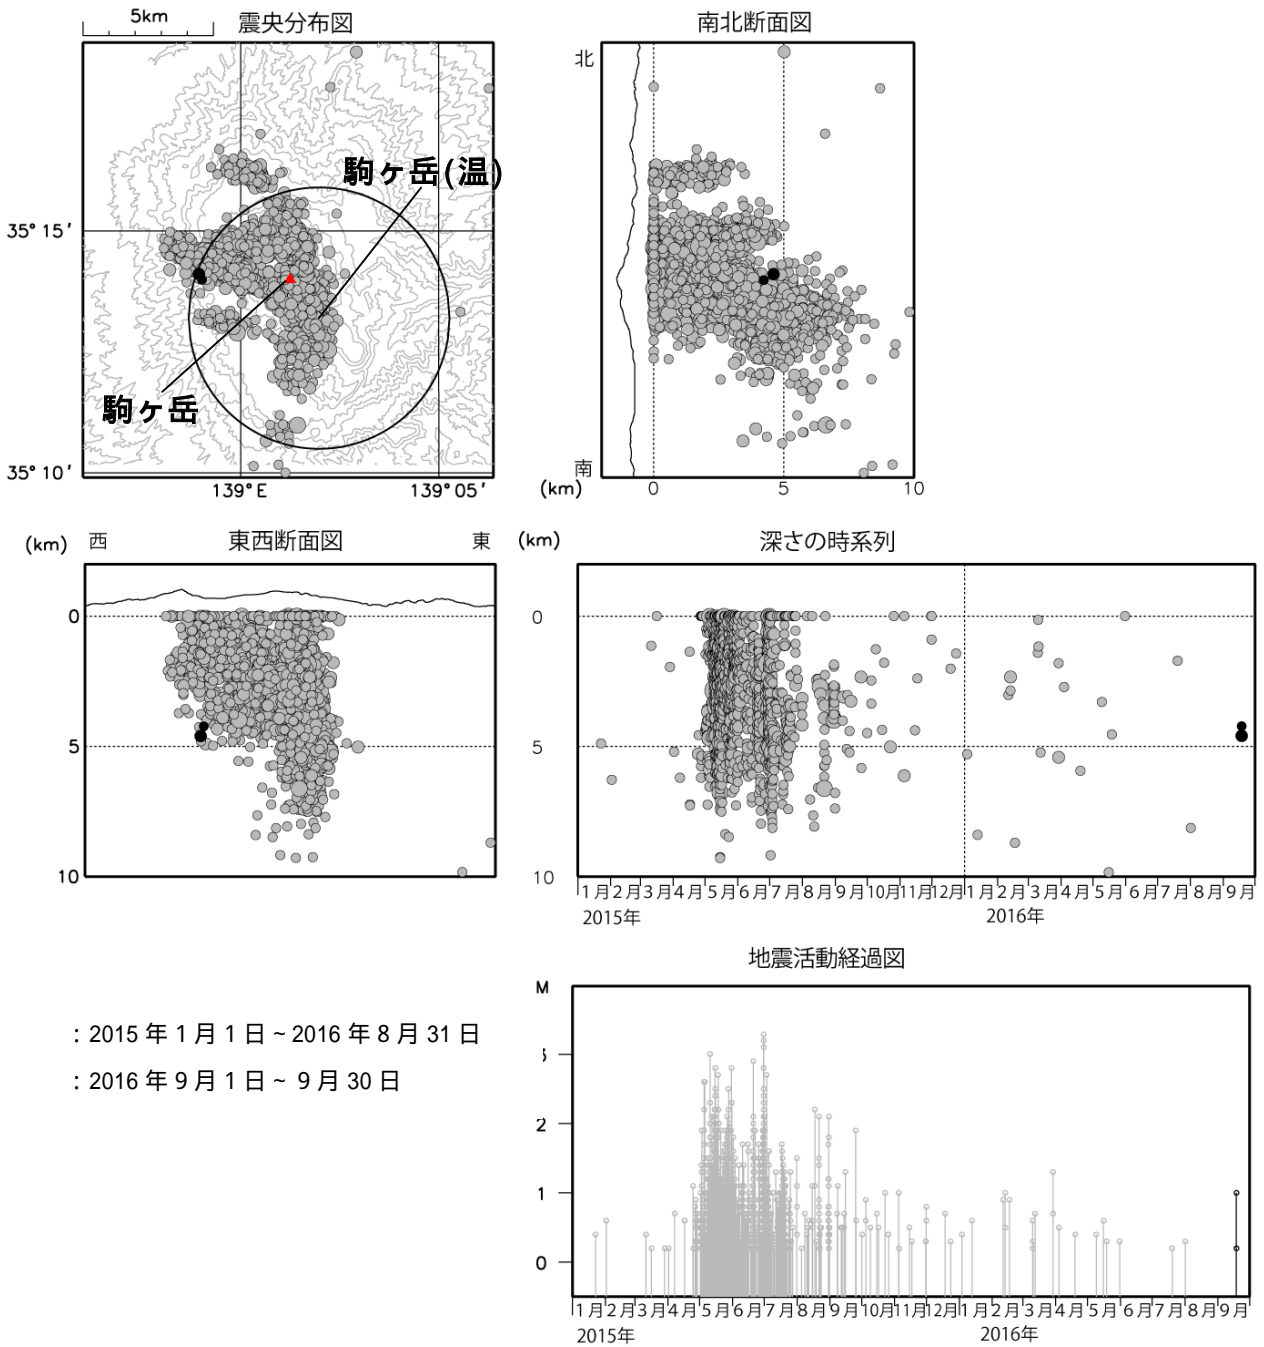 5km
震央分布図
南北断面図
北
駒ヶ岳(温)
35° 15′
駒ヶ岳
35° 10′
139°E
139° 05′
南
(km)
0
5
10
(km)
西
東西断面図
東
0
5
10
(km)
深さの時系列
0
5
10
1月2月3月4月5月6月7月8月9月10月11月12月1月2月3月4月5月6月7月8月9月
2015年
2016年
地震活動経過図
M
2
1
0
1月2月3月4月5月6月7月8月9月10月11月12月1月2月3月4月5月6月7月8月9月
2015年
2016年
: 2015 年 1 月 1 日 ~ 2016 年 8 月 31 日
: 2016 年 9 月 1 日 ~ 9 月 30 日